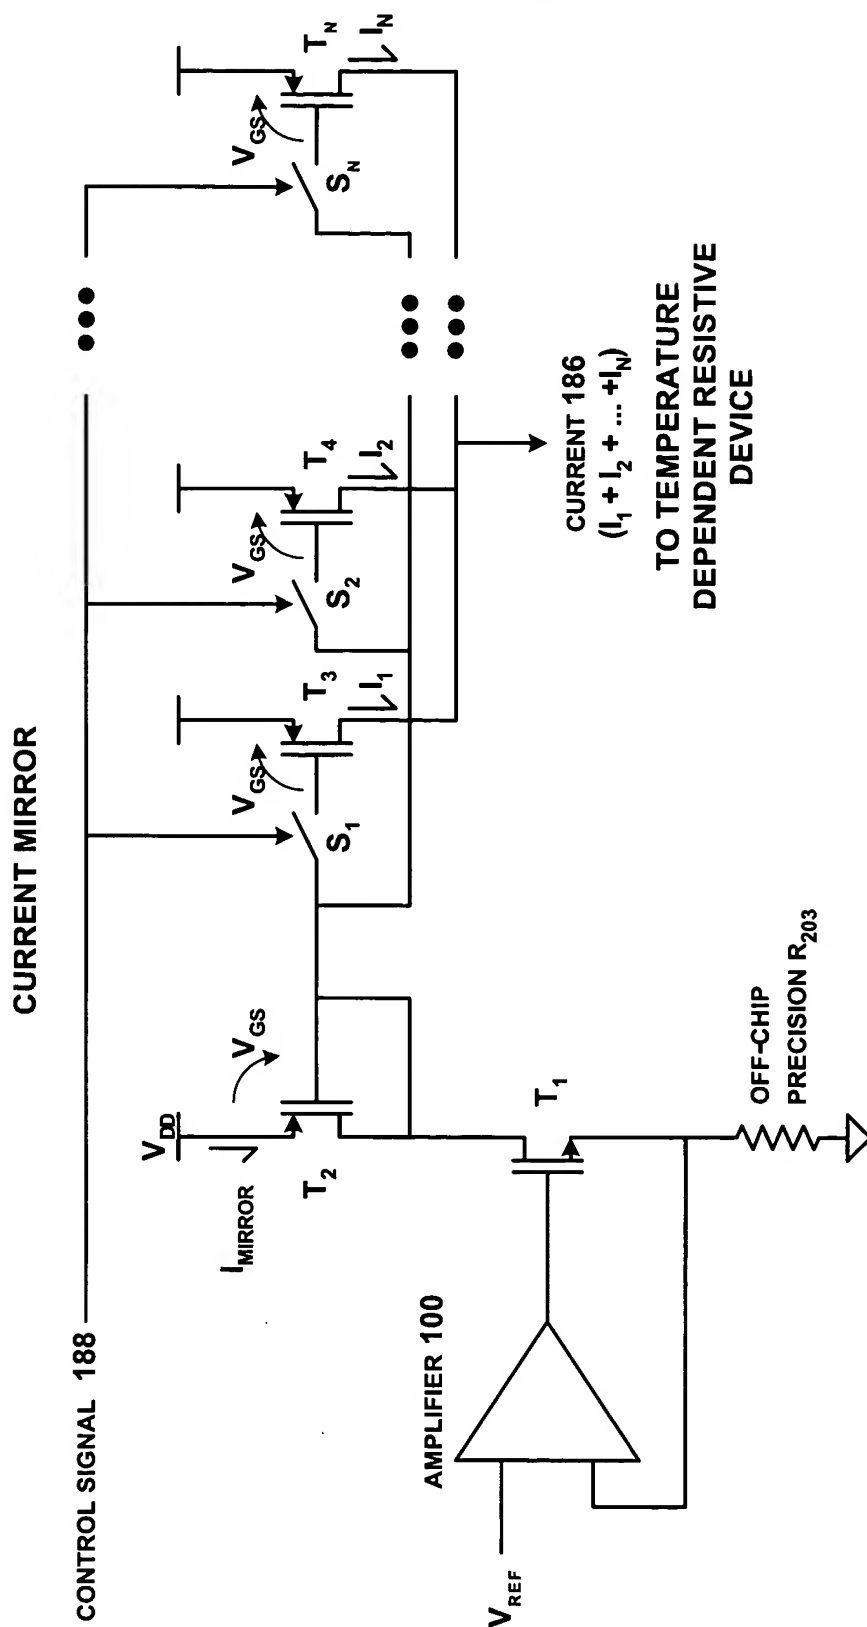 CURRENT MIRROR
CONTROL SIGNAL 188
V_DD
I_MIRROR
V_GS
T_2
S_1
V_GS
T_3
I_1
S_2
V_GS
T_4
I_2
S_N
V_GS
T_N
I_N
AMPLIFIER 100
V_REF
T_1
OFF-CHIP
PRECISION R_203
CURRENT 186
(I_1 + I_2 + ... +I_N)
TO TEMPERATURE
DEPENDENT RESISTIVE
DEVICE